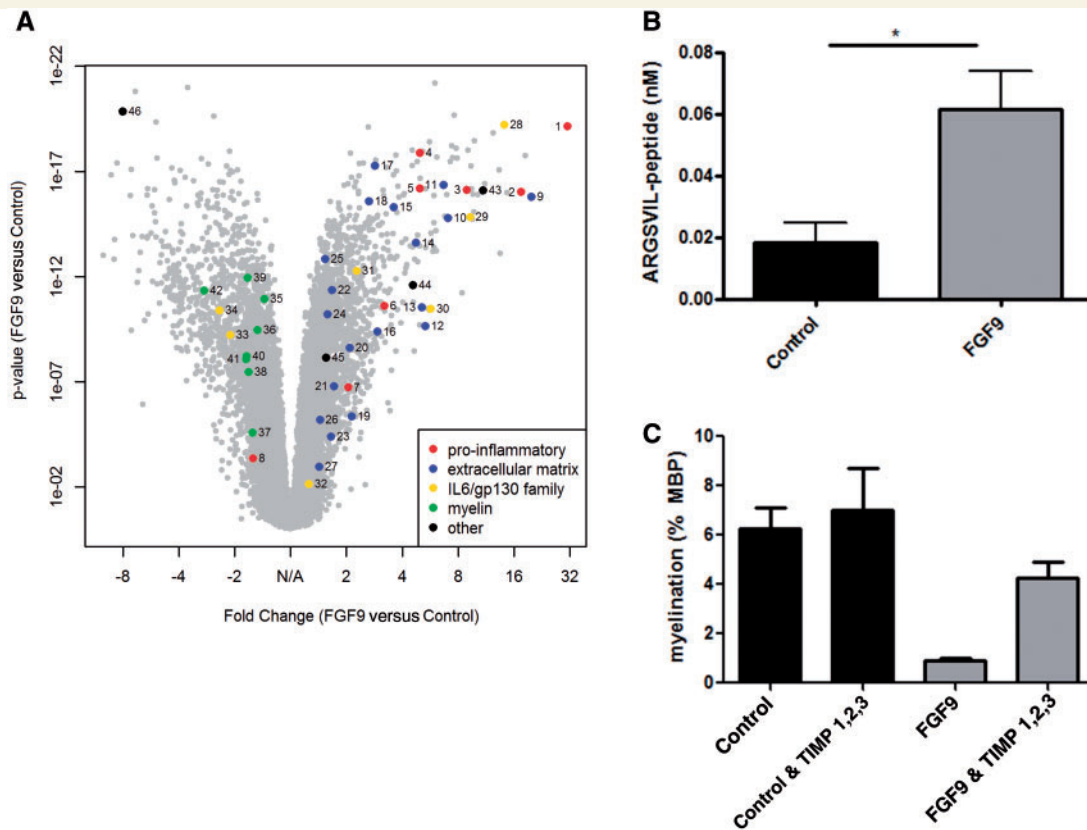 A
p-value (FGF9 versus Control)
1e-22
1e-17
1e-12
1e-07
1e-02
46
28
1
4
17
5
11
3
43
2
9
18
15
10
29
14
25
31
39
42
22
44
35
34
24
6
13
30
36
33
16
12
40
41
20
45
38
21
7
19
26
37
23
8
27
32
pro-inflammatory
extracellular matrix
IL6/gp130 family
myelin
other
-8
-4
-2
N/A
2
4
8
16
32
Fold Change (FGF9 versus Control)
B
ARGSVIL-peptide (nM)
0.08
0.06
0.04
0.02
0.00
*
Control
FGF9
C
myelination (% MBP)
10
8
6
4
2
0
Control
Control & TIMP 1,2,3
FGF9
FGF9 & TIMP 1,2,3